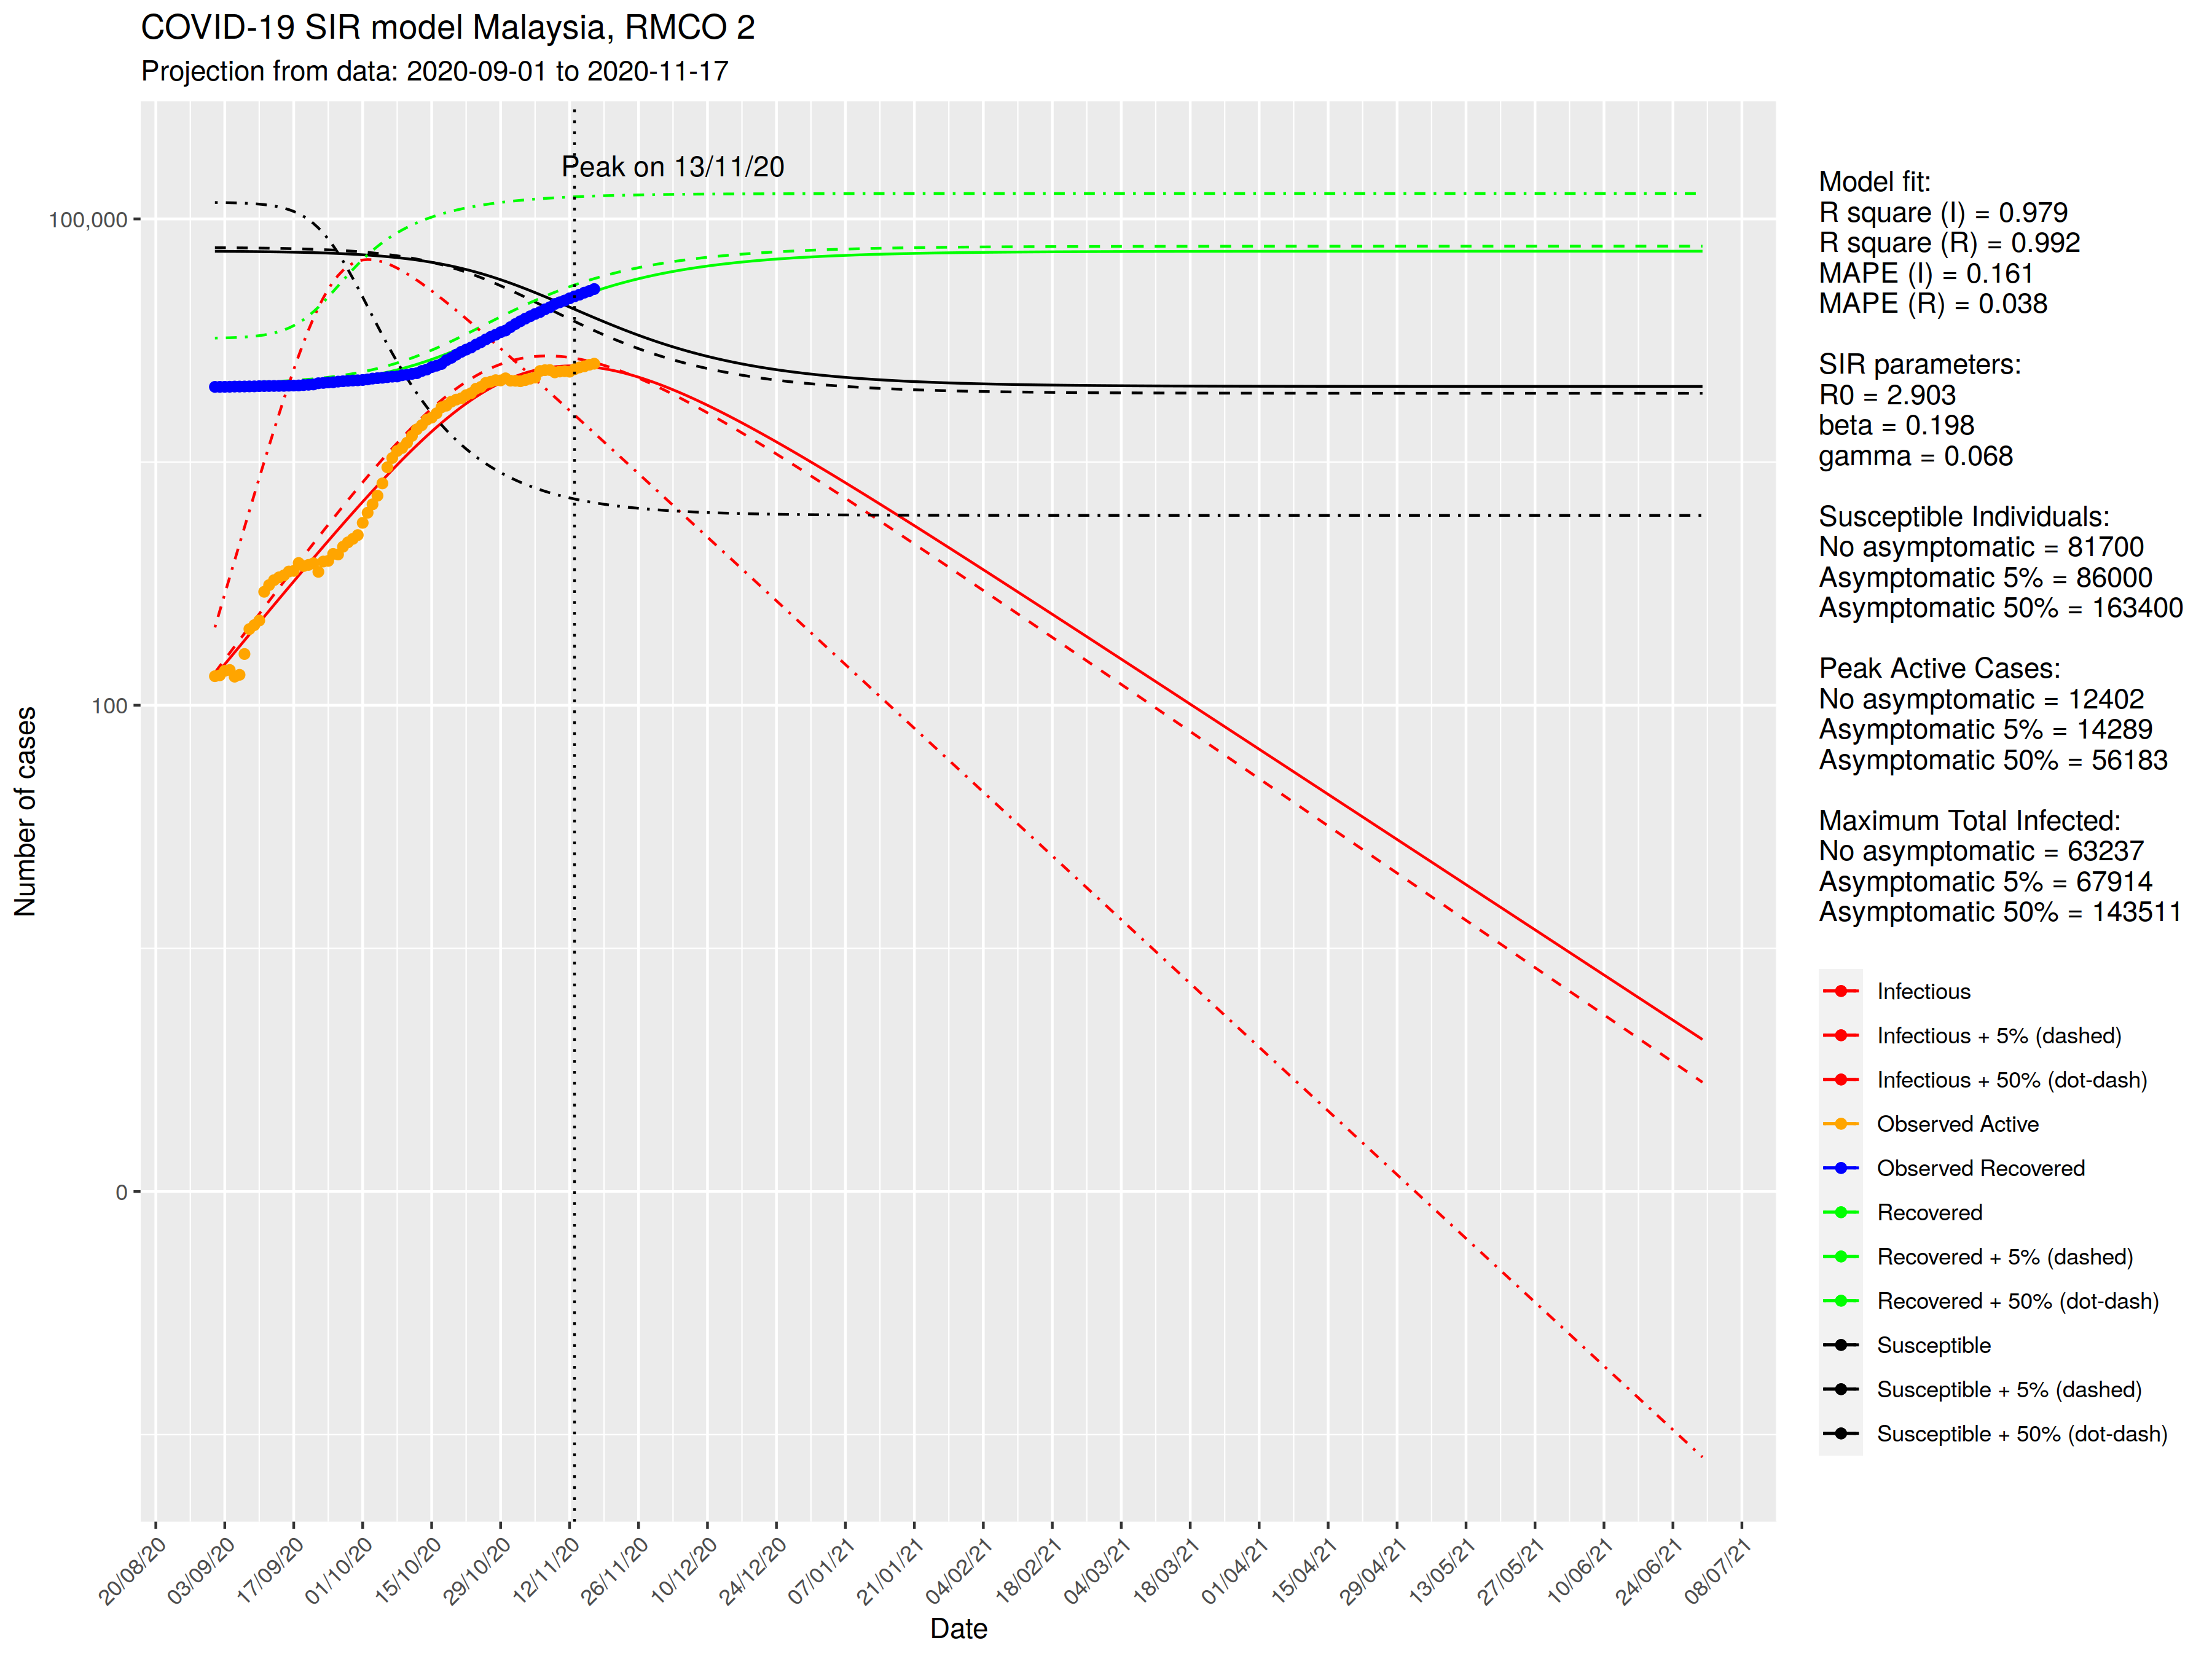 COVID-19 SIR model Malaysia, RMCO 2
Projection from data: 2020-09-01 to 2020-11-17
Peak on 13/11/20
100,000
100
0
Number of cases
20/08/20
03/09/20
17/09/20
01/10/20
15/10/20
29/10/20
12/11/20
26/11/20
10/12/20
24/12/20
07/01/21
21/01/21
04/02/21
18/02/21
04/03/21
18/03/21
01/04/21
15/04/21
29/04/21
13/05/21
27/05/21
10/06/21
24/06/21
08/07/21
Date
Model fit:
R square (I) = 0.979
R square (R) = 0.992
MAPE (I) = 0.161
MAPE (R) = 0.038
SIR parameters:
R0 = 2.903
beta = 0.198
gamma = 0.068
Susceptible Individuals:
No asymptomatic = 81700
Asymptomatic 5% = 86000
Asymptomatic 50% = 163400
Peak Active Cases:
No asymptomatic = 12402
Asymptomatic 5% = 14289
Asymptomatic 50% = 56183
Maximum Total Infected:
No asymptomatic = 63237
Asymptomatic 5% = 67914
Asymptomatic 50% = 143511
Infectious
Infectious + 5% (dashed)
Infectious + 50% (dot-dash)
Observed Active
Observed Recovered
Recovered
Recovered + 5% (dashed)
Recovered + 50% (dot-dash)
Susceptible
Susceptible + 5% (dashed)
Susceptible + 50% (dot-dash)